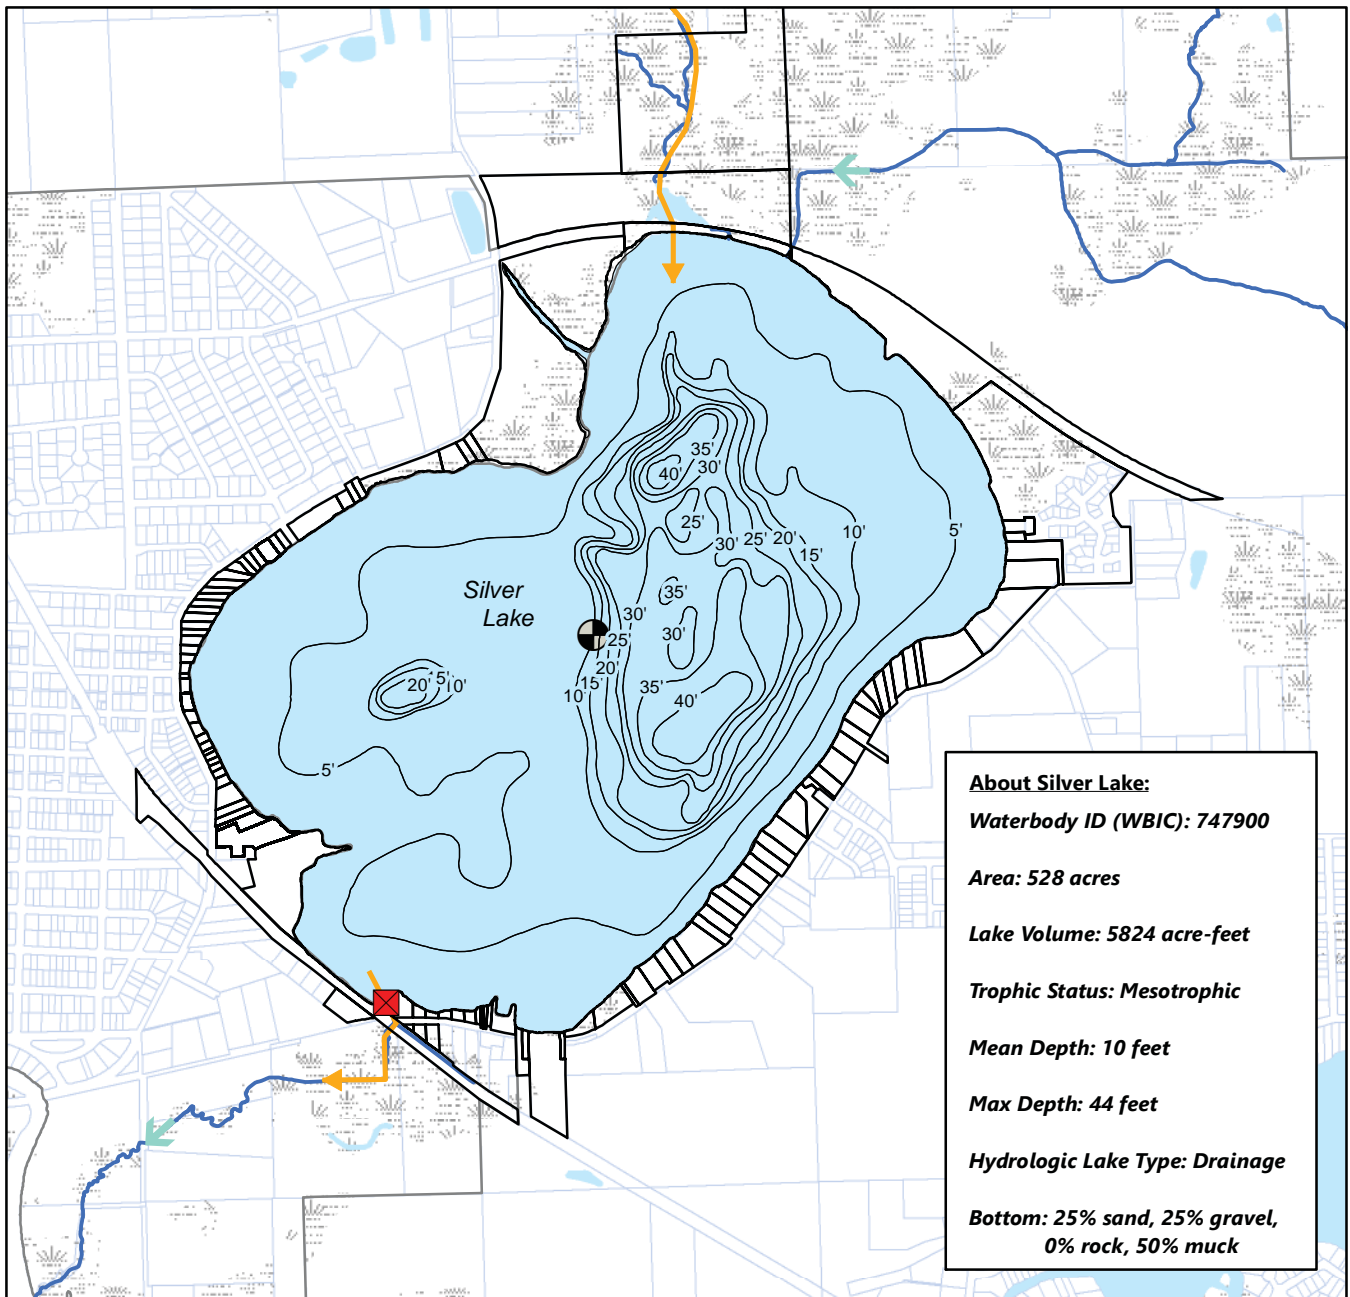 35'
40'
30'
25'
30'
25'
20'
15'
10'
5'
Silver
Lake
35'
30'
25'
30'
20'
15'
10'
20'
5'
10'
35'
40'
5'
About Silver Lake:
Waterbody ID (WBIC): 747900
Area: 528 acres
Lake Volume: 5824 acre-feet
Trophic Status: Mesotrophic
Mean Depth: 10 feet
Max Depth: 44 feet
Hydrologic Lake Type: Drainage
Bottom: 25% sand, 25% gravel,
0% rock, 50% muck